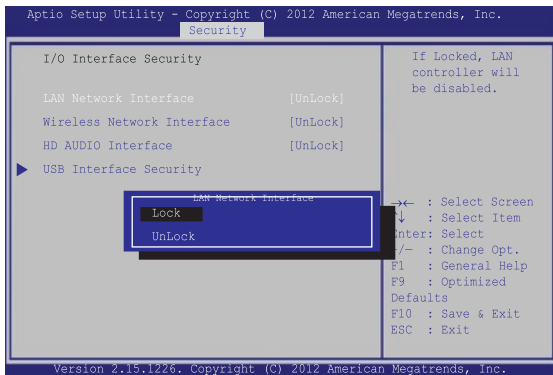 Aptio Setup Utility - Copyright (C) 2012 American Megatrends, Inc.
Security
I/O Interface Security
LAN Network Interface [UnLock]
Wireless Network Interface [UnLock]
HD AUDIO Interface [UnLock]
USB Interface Security
If Locked, LAN
controller will
be disabled.
LAN Network Interface
Lock
UnLock
→← : Select Screen
↑↓ : Select Item
Enter: Select
+/- : Change Opt.
F1 : General Help
F9 : Optimized
Defaults
F10 : Save & Exit
ESC : Exit
Version 2.15.1226. Copyright (C) 2012 American Megatrends, Inc.